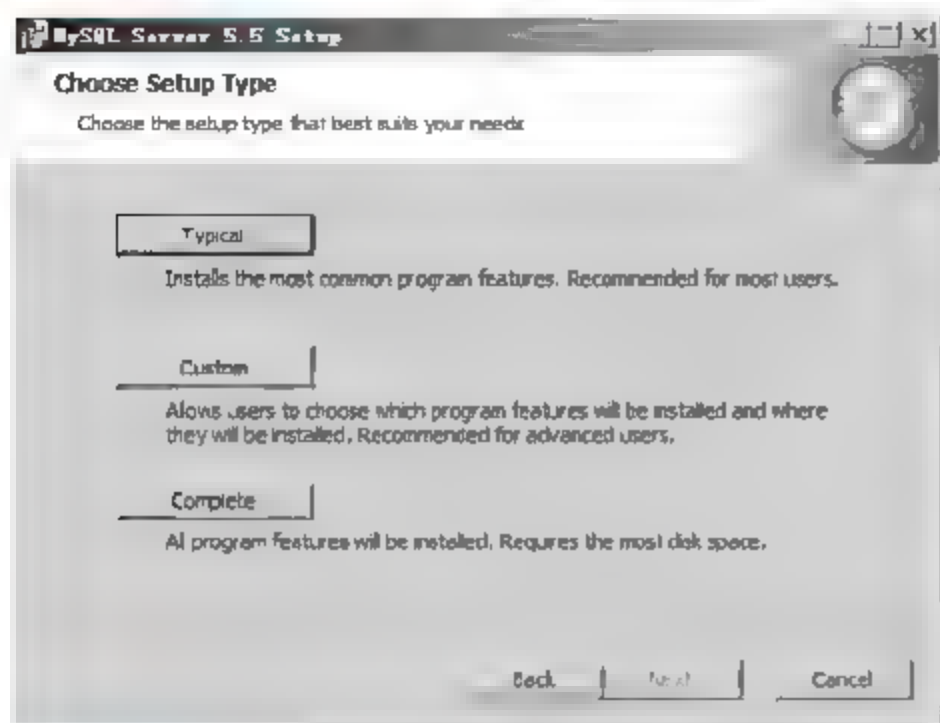 MySQL Server 5.5 Setup
Choose Setup Type
Choose the setup type that best suits your needs
Typical
Installs the most common program features. Recommended for most users.
Custom
Allows users to choose which program features will be installed and where
they will be installed. Recommended for advanced users.
Complete
All program features will be installed. Requires the most disk space.
Back
Next
Cancel